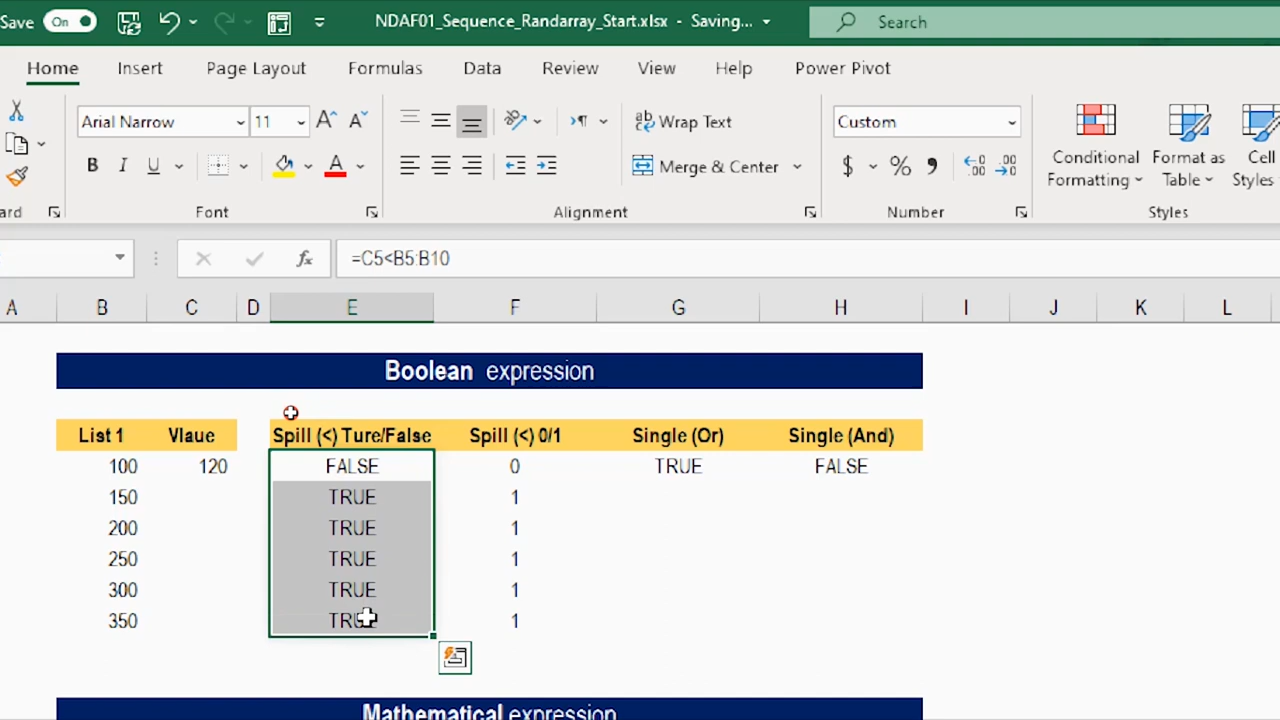 Save On NDAF01_Sequence_Randarray_Start.xlsx - Saving... Search
Home Insert Page Layout Formulas Data Review View Help Power Pivot
Arial Narrow 11 A A Wrap Text Custom
B I U A Merge & Center $ % , Conditional Formatting Format as Table Cell Styles
ard Font Alignment Number Styles
fx =C5<B5:B10
A B C D E F G H I J K L
Boolean expression
List 1 Vlaue Spill (<) Ture/False Spill (<) 0/1 Single (Or) Single (And)
100 120 FALSE 0 TRUE FALSE
150 TRUE 1
200 TRUE 1
250 TRUE 1
300 TRUE 1
350 TRUE 1
Mathematical expression